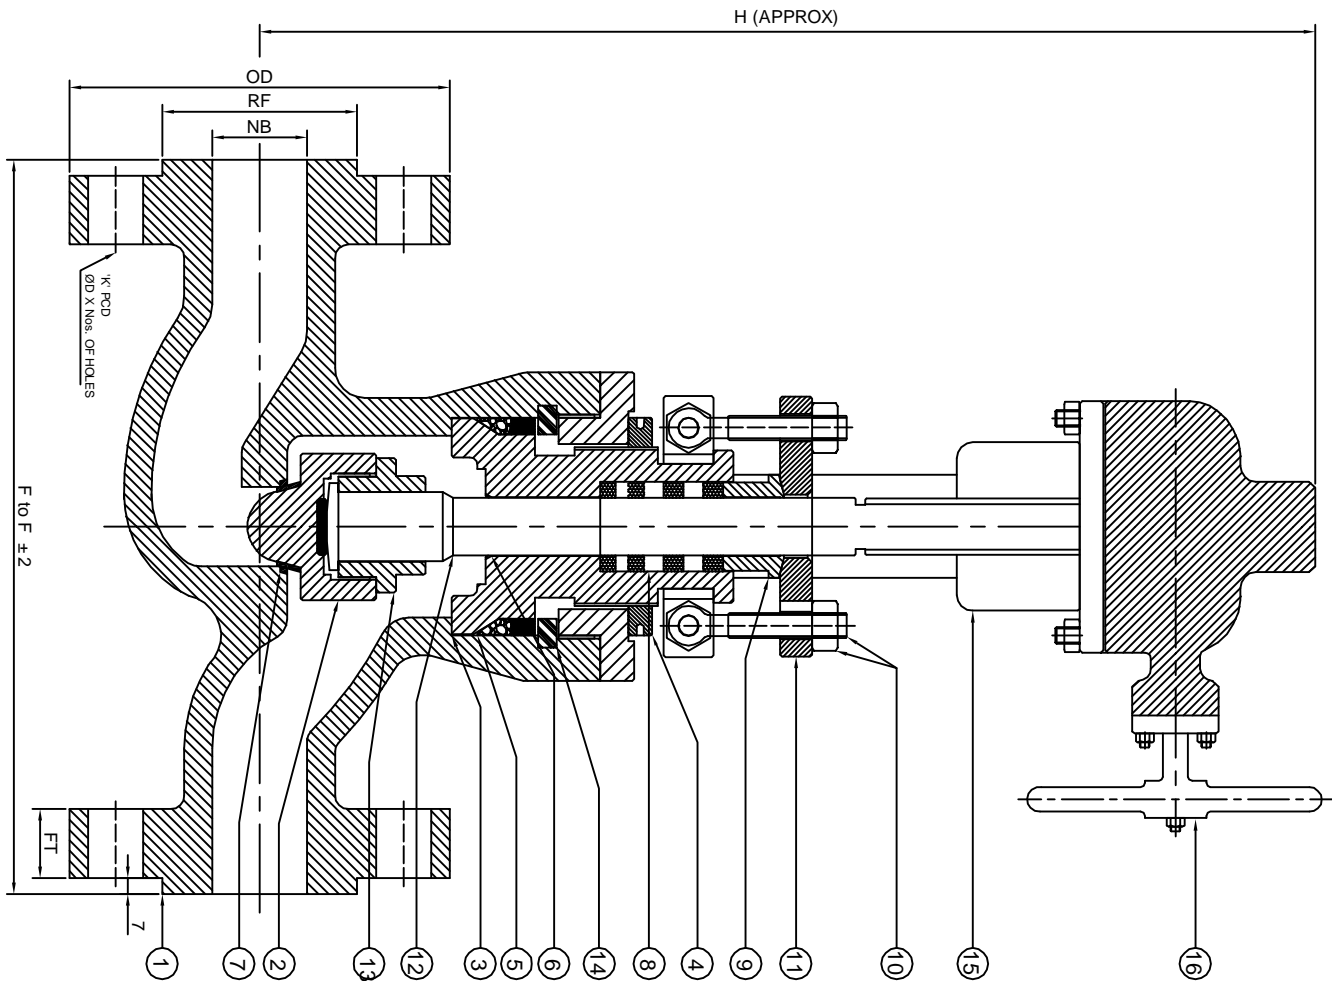 H (APPROX)
OD
RF
NB
'K' PCD
ØD X Nos. OF HOLES
F to F ± 2
FT
7
1
7
2
13
12
3
5
6
14
8
4
9
11
10
15
16